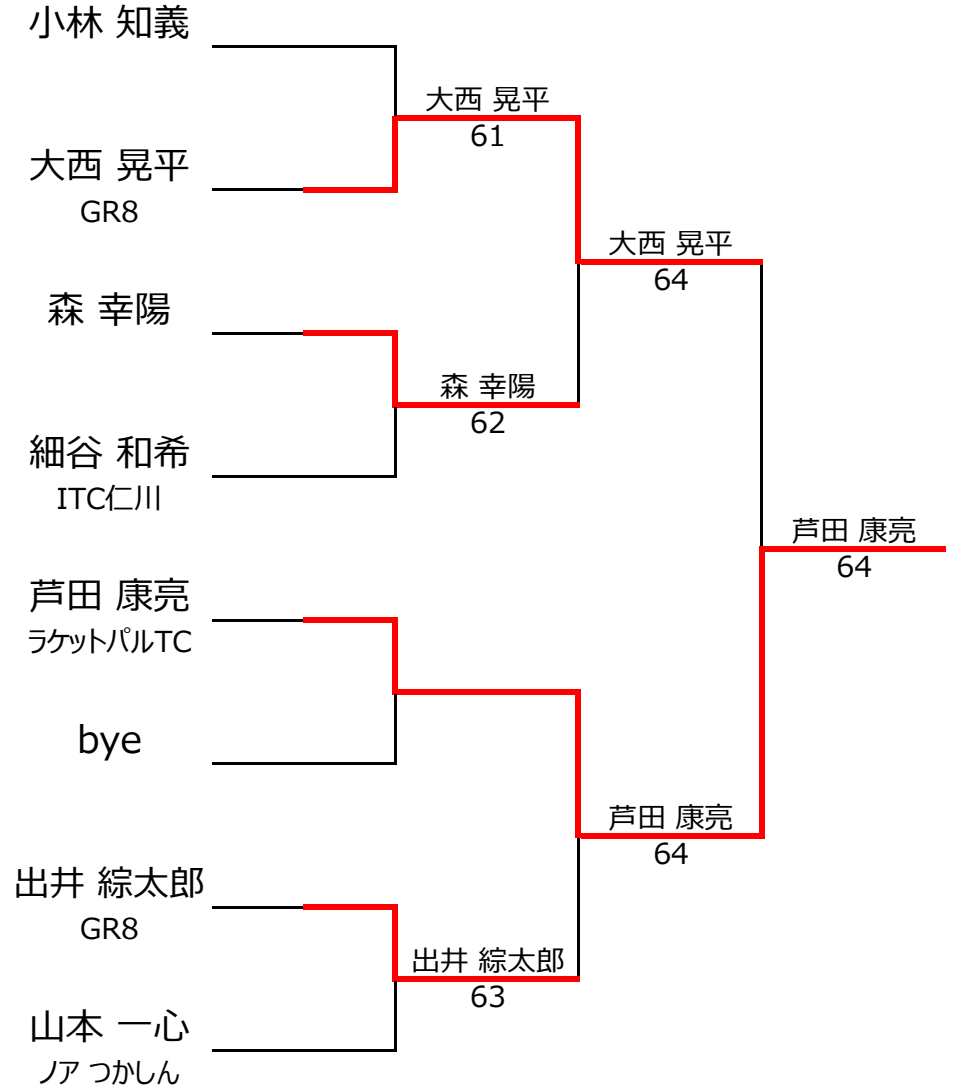 小林 知義
大西 晃平
61
大西 晃平
GR8
大西 晃平
64
森 幸陽
森 幸陽
62
細谷 和希
ITC仁川
芦田 康亮
64
芦田 康亮
ラケットパルTC
bye
芦田 康亮
64
出井 綜太郎
GR8
出井 綜太郎
63
山本 一心
ノア つかしん